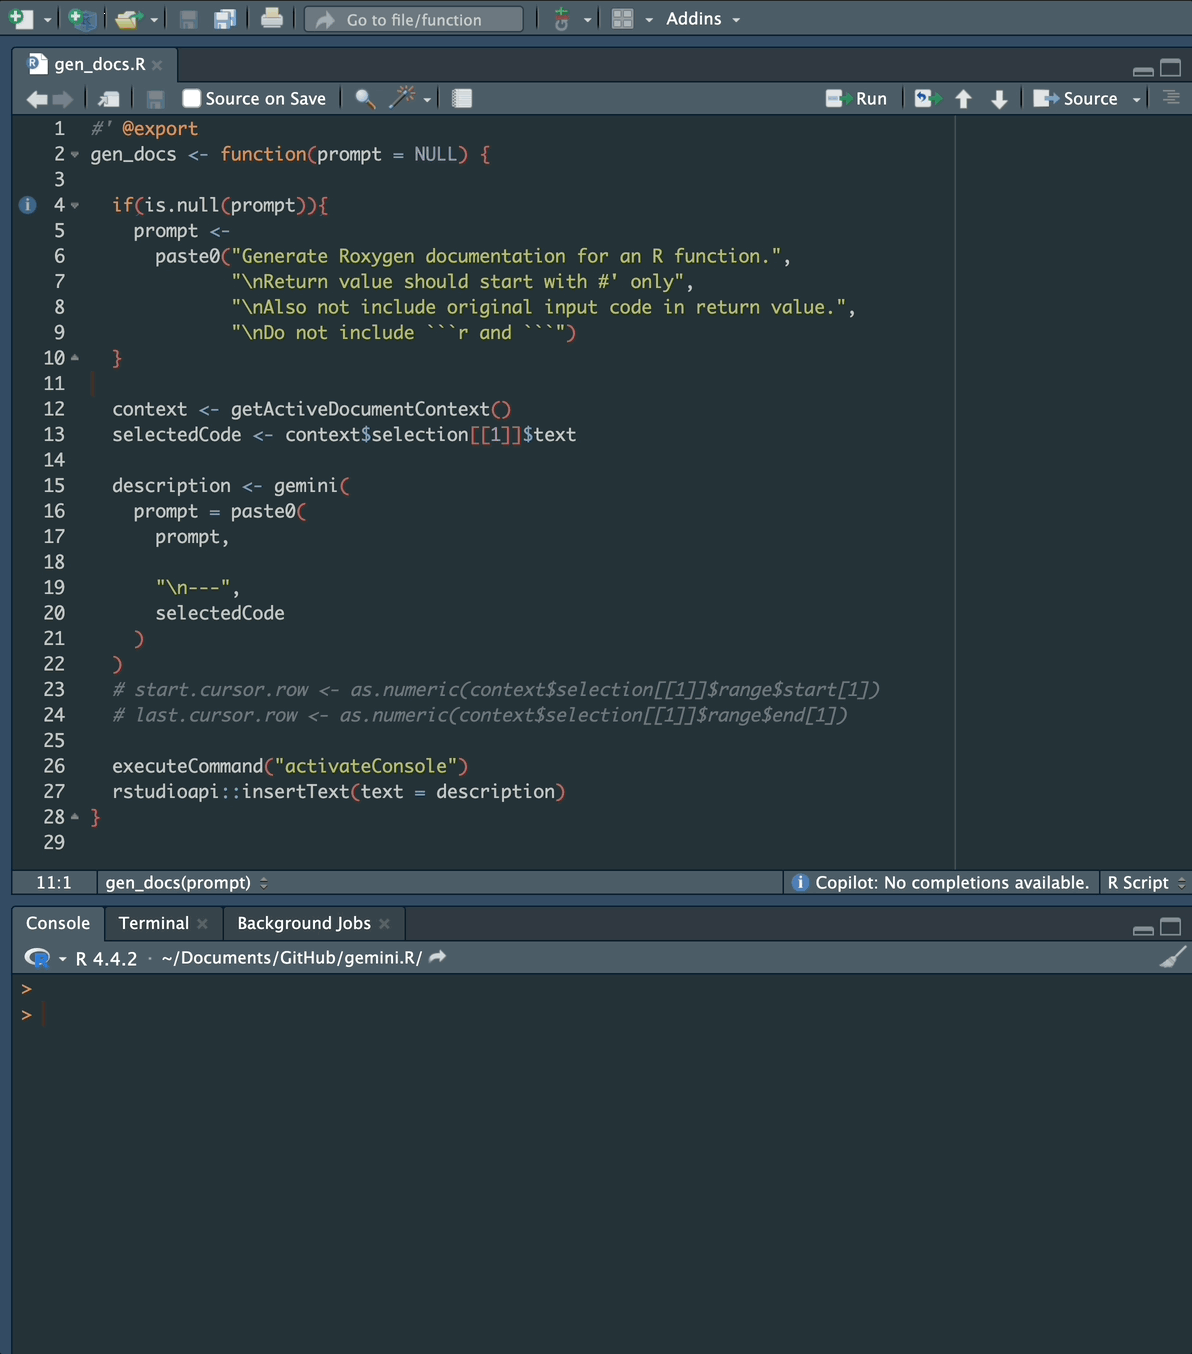 Go to file/function
Addins
gen_docs.R
Source on Save
Run
Source
1 #' @export
2 gen_docs <- function(prompt = NULL) {
3
4 if(is.null(prompt)){
5 prompt <-
6 paste0("Generate Roxygen documentation for an R function.",
7 "\nReturn value should start with #' only",
8 "\nAlso not include original input code in return value.",
9 "\nDo not include ```r and ```")
10 }
11
12 context <- getActiveDocumentContext()
13 selectedCode <- context$selection[[1]]$text
14
15 description <- gemini(
16 prompt = paste0(
17 prompt,
18
19 "\n---",
20 selectedCode
21 )
22 )
23 # start.cursor.row <- as.numeric(context$selection[[1]]$range$start[1])
24 # last.cursor.row <- as.numeric(context$selection[[1]]$range$end[1])
25
26 executeCommand("activateConsole")
27 rstudioapi::insertText(text = description)
28 }
29
11:1 gen_docs(prompt) Copilot: No completions available. R Script
Console Terminal Background Jobs
R 4.4.2 · ~/Documents/GitHub/gemini.R/
>
>